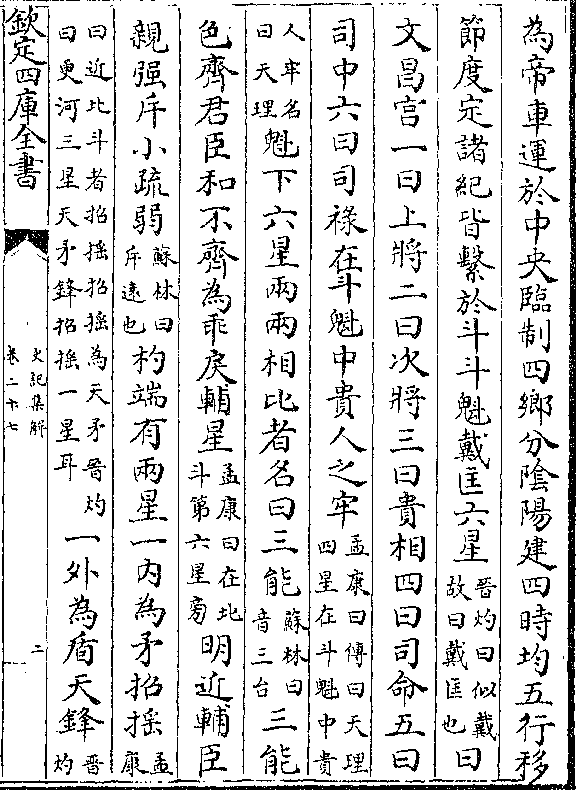 為帝車運於中央臨制四鄉分陰陽建四時均五行移
節度定諸紀皆繫於斗斗魁戴匡六星晉灼曰似戴故曰戴匡也曰
文昌宫一曰上將二曰次將三曰貴相四曰司命五曰
司中六曰司祿在斗魁中貴人之牢孟康曰傳曰天理四星在斗魁中貴
人牢名曰天理魁下六星兩兩相比者名曰三能蘇林曰音三台三能
色齊君臣和不齊為乖戾輔星孟康曰在北斗第六星旁明近輔臣
親强斥小疏弱蘇林曰斥遠也杓端有兩星一内為矛招搖孟康
曰近北斗者招搖招搖為天矛晉灼曰更河三星天矛鋒招搖一星耳一外為盾天鋒晉灼
欽定四庫全書
史記集解
卷二十七
二